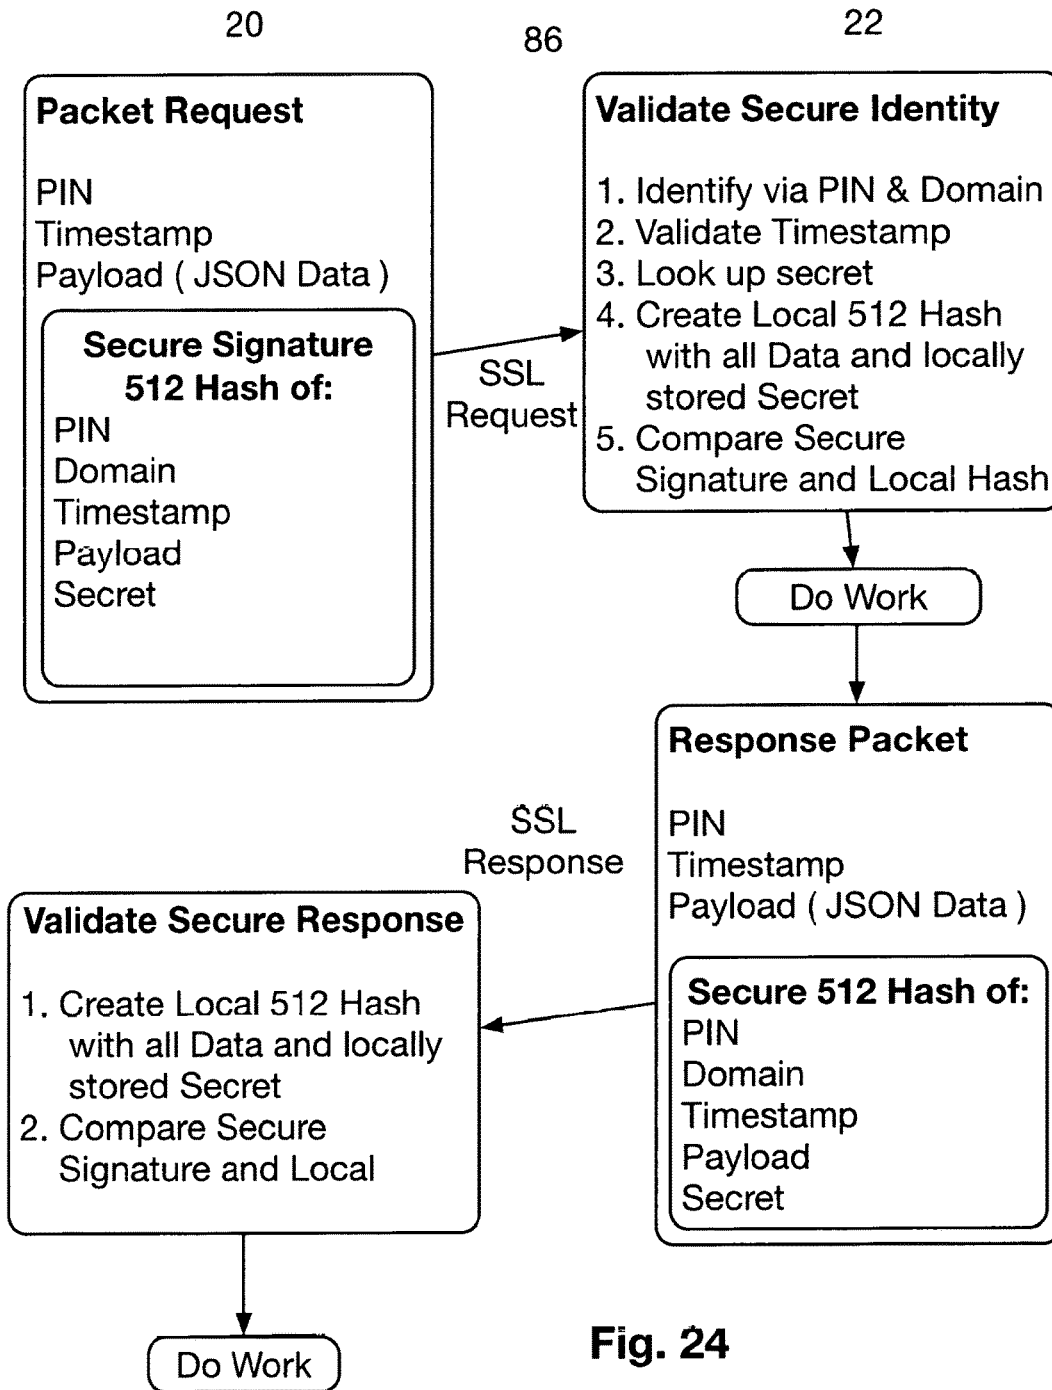 20
86
22
Packet Request
PIN
Timestamp
Payload ( JSON Data )
Secure Signature
512 Hash of:
PIN
Domain
Timestamp
Payload
Secret
SSL
Request
Validate Secure Identity
1. Identify via PIN & Domain
2. Validate Timestamp
3. Look up secret
4. Create Local 512 Hash
with all Data and locally
stored Secret
5. Compare Secure
Signature and Local Hash
Do Work
Response Packet
PIN
Timestamp
Payload ( JSON Data )
Secure 512 Hash of:
PIN
Domain
Timestamp
Payload
Secret
SSL
Response
Validate Secure Response
1. Create Local 512 Hash
with all Data and locally
stored Secret
2. Compare Secure
Signature and Local
Do Work
Fig. 24